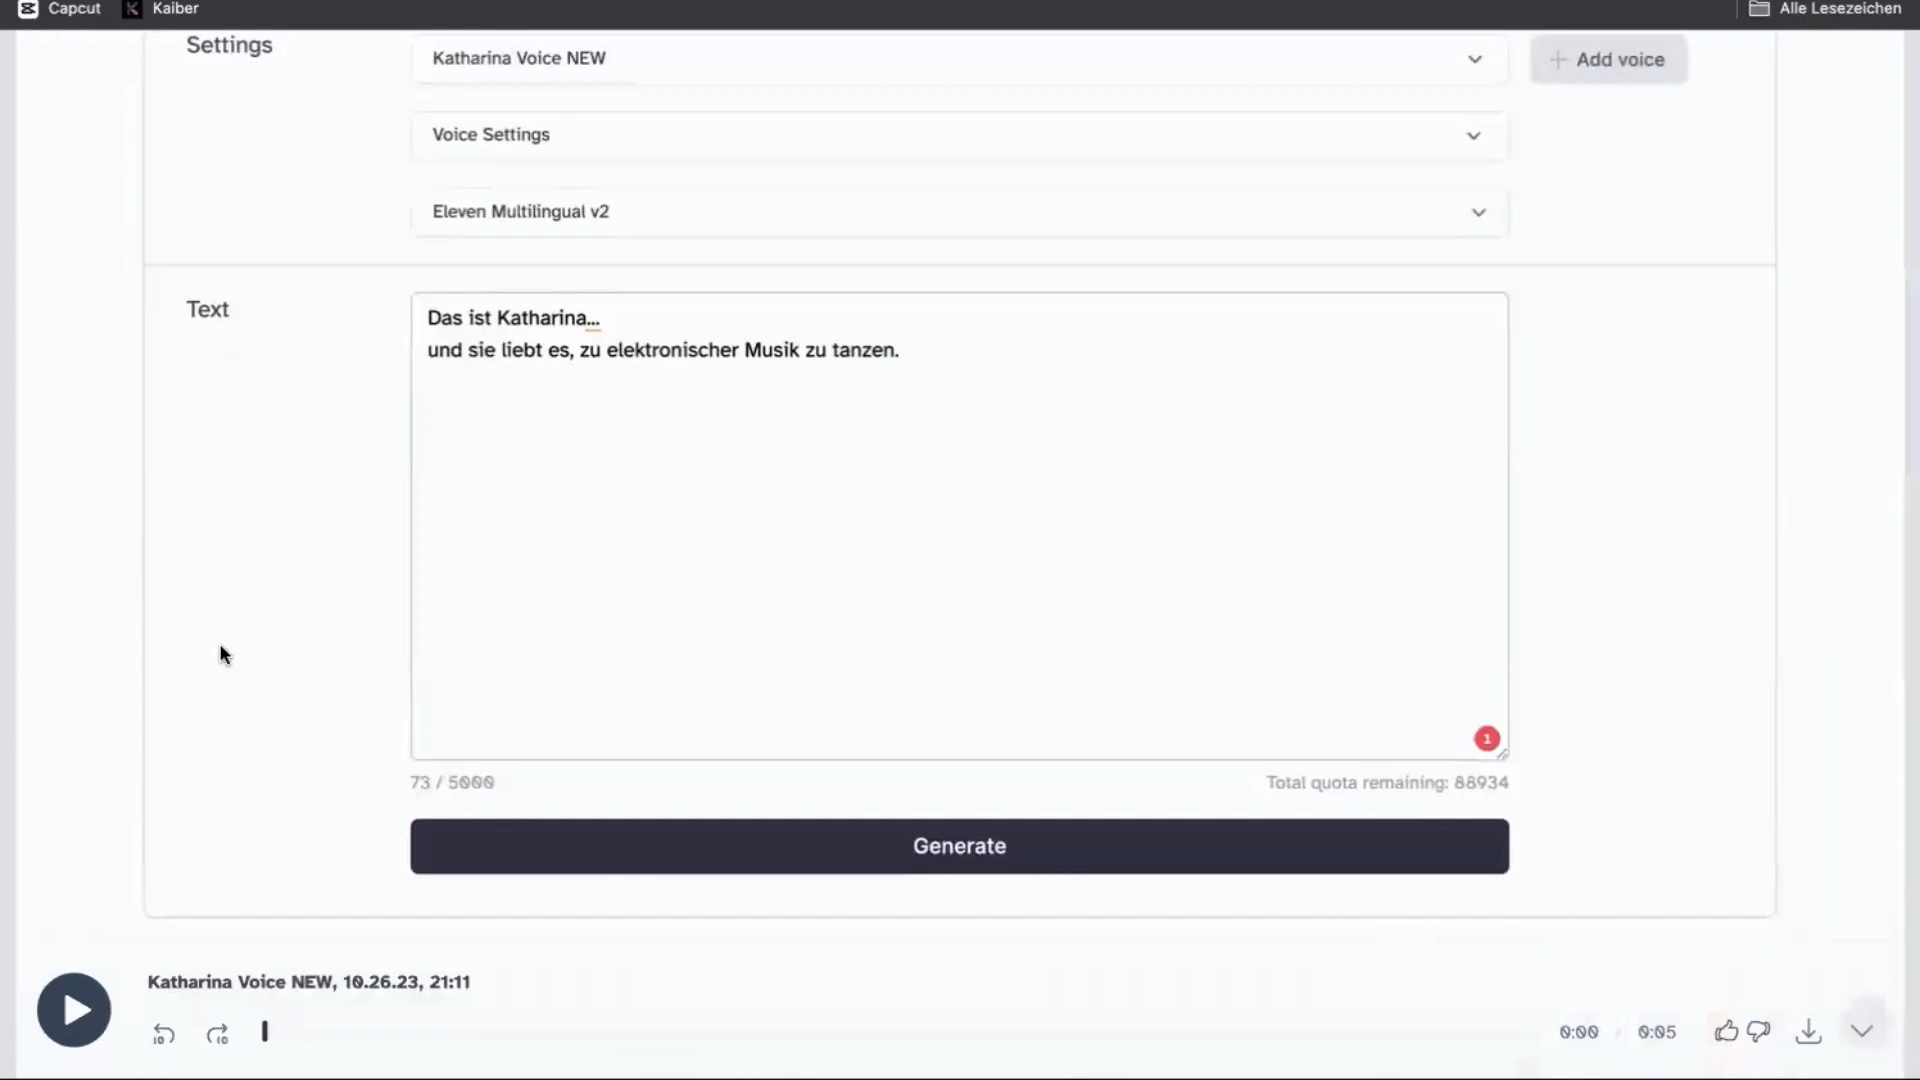 Capcut
Kaiber
Alle Lesezeichen
Settings
Katharina Voice NEW
+ Add voice
Voice Settings
Eleven Multilingual v2
Text
Das ist Katharina...
und sie liebt es, zu elektronischer Musik zu tanzen.
1
73 / 5000
Total quota remaining: 88934
Generate
Katharina Voice NEW, 10.26.23, 21:11
10
10
0:00 / 0:05